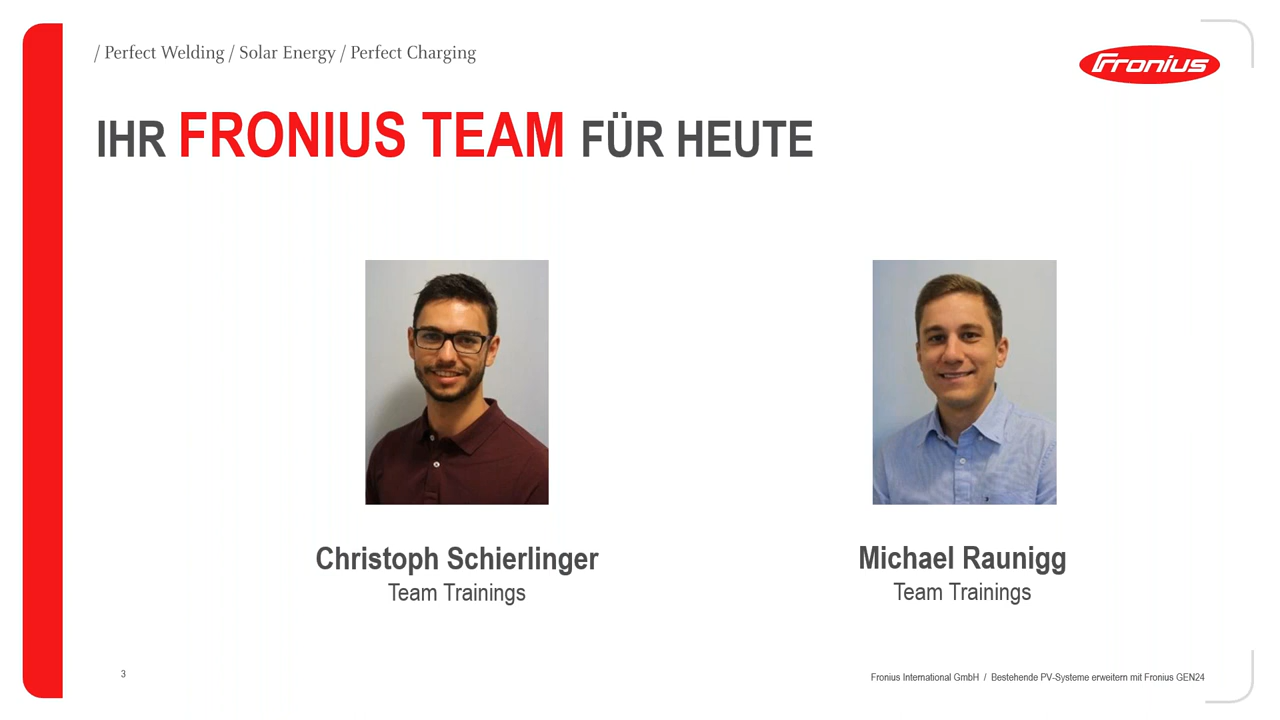 / Perfect Welding / Solar Energy / Perfect Charging
Fronius
IHR FRONIUS TEAM FÜR HEUTE
Christoph Schierlinger
Team Trainings
Michael Raunigg
Team Trainings
3
Fronius International GmbH / Bestehende PV-Systeme erweitern mit Fronius GEN24